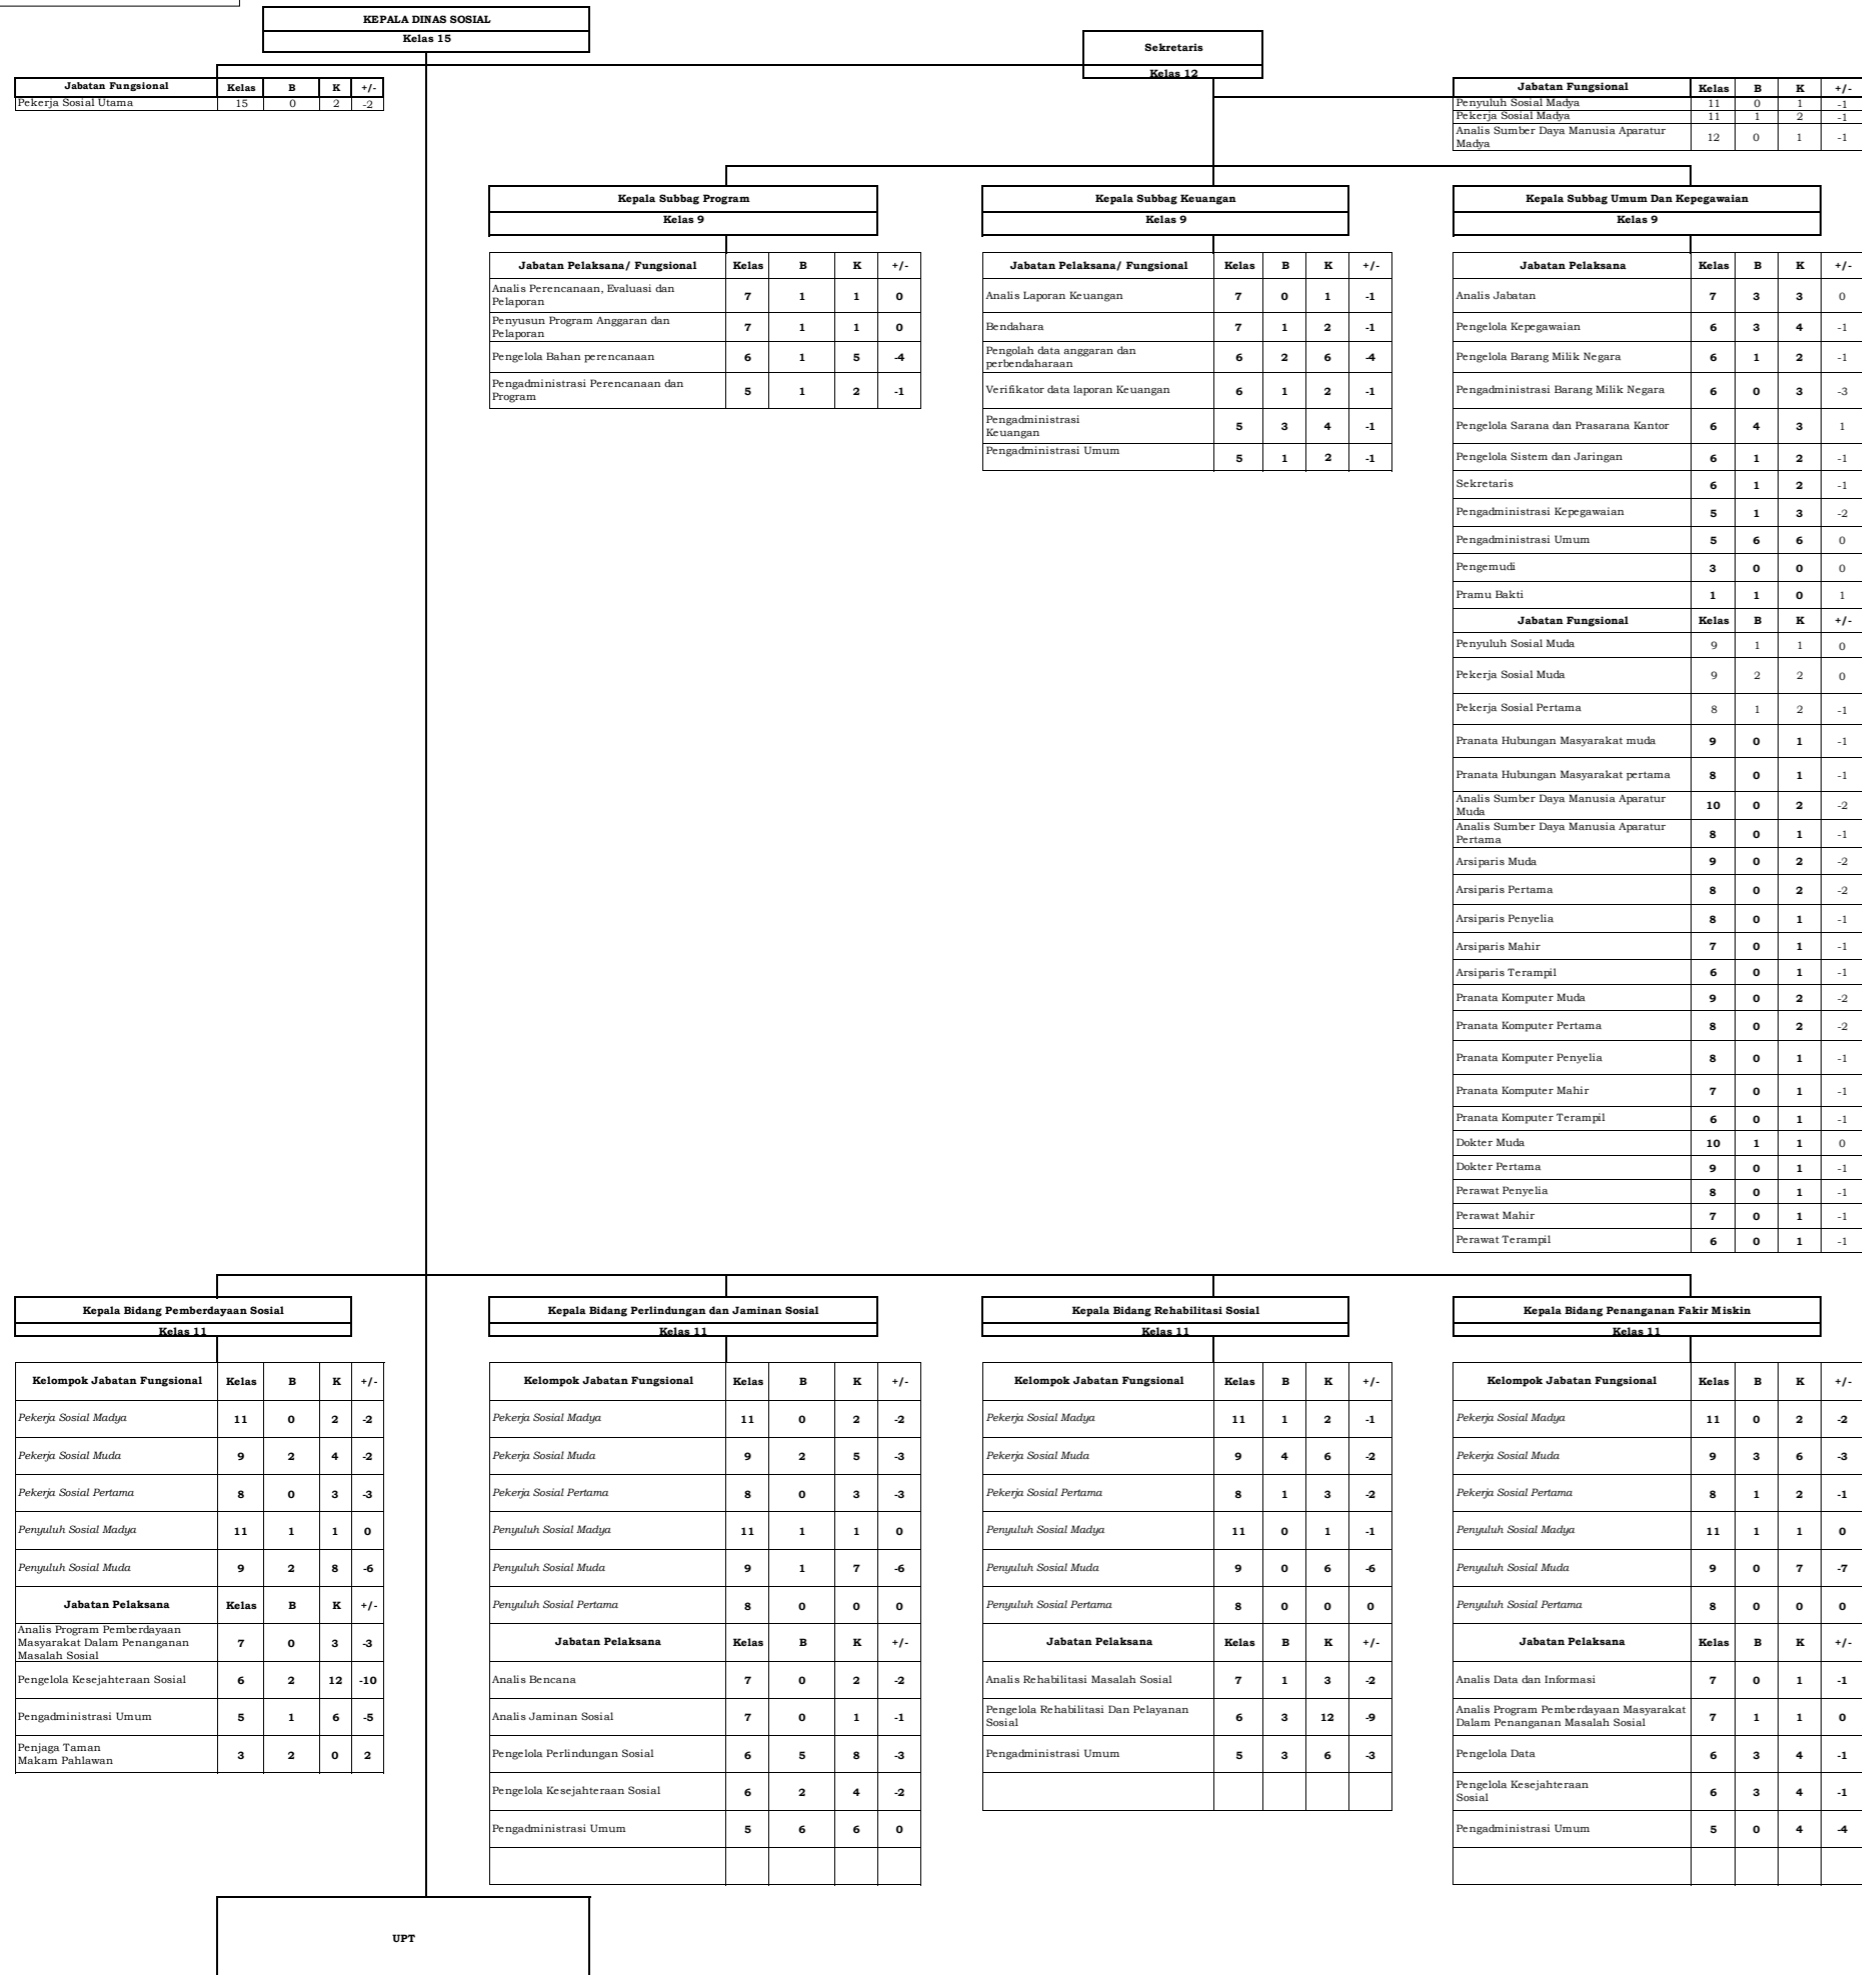 KEPALA DINAS SOSIAL
Kelas 15
Sekretaris
Kelas 12
Jabatan Fungsional Kelas B K +/-
Pekerja Sosial Utama 15 0 2 -2
Jabatan Fungsional Kelas B K +/-
Penyuluh Sosial Madya 11 0 1 -1
Pekerja Sosial Madya 11 1 2 -1
Analis Sumber Daya Manusia Aparatur
Madya 12 0 1 -1
Kepala Subbag Program
Kelas 9
Jabatan Pelaksana/ Fungsional Kelas B K +/-
Analis Perencanaan, Evaluasi dan
Pelaporan 7 1 1 0
Penyusun Program Anggaran dan
Pelaporan 7 1 1 0
Pengelola Bahan perencanaan 6 1 5 -4
Pengadministrasi Perencanaan dan
Program 5 1 2 -1
Kepala Subbag Keuangan
Kelas 9
Jabatan Pelaksana/ Fungsional Kelas B K +/-
Analis Laporan Keuangan 7 0 1 -1
Bendahara 7 1 2 -1
Pengolah data anggaran dan
perbendaharaan 6 2 6 -4
Verifikator data laporan Keuangan 6 1 2 -1
Pengadministrasi
Keuangan 5 3 4 -1
Pengadministrasi Umum 5 1 2 -1
Kepala Subbag Umum Dan Kepegawaian
Kelas 9
Jabatan Pelaksana Kelas B K +/-
Analis Jabatan 7 3 3 0
Pengelola Kepegawaian 6 3 4 -1
Pengelola Barang Milik Negara 6 1 2 -1
Pengadministrasi Barang Milik Negara 6 0 3 -3
Pengelola Sarana dan Prasarana Kantor 6 4 3 1
Pengelola Sistem dan Jaringan 6 1 2 -1
Sekretaris 6 1 2 -1
Pengadministrasi Kepegawaian 5 1 3 -2
Pengadministrasi Umum 5 6 6 0
Pengemudi 3 0 0 0
Pramu Bakti 1 1 0 1
Jabatan Fungsional Kelas B K +/-
Penyuluh Sosial Muda 9 1 1 0
Pekerja Sosial Muda 9 2 2 0
Pekerja Sosial Pertama 8 1 2 -1
Pranata Hubungan Masyarakat muda 9 0 1 -1
Pranata Hubungan Masyarakat pertama 8 0 1 -1
Analis Sumber Daya Manusia Aparatur
Muda 10 0 2 -2
Analis Sumber Daya Manusia Aparatur
Pertama 8 0 1 -1
Arsiparis Muda 9 0 2 -2
Arsiparis Pertama 8 0 2 -2
Arsiparis Penyelia 8 0 1 -1
Arsiparis Mahir 7 0 1 -1
Arsiparis Terampil 6 0 1 -1
Pranata Komputer Muda 9 0 2 -2
Pranata Komputer Pertama 8 0 2 -2
Pranata Komputer Penyelia 8 0 1 -1
Pranata Komputer Mahir 7 0 1 -1
Pranata Komputer Terampil 6 0 1 -1
Dokter Muda 10 1 1 0
Dokter Pertama 9 0 1 -1
Perawat Penyelia 8 0 1 -1
Perawat Mahir 7 0 1 -1
Perawat Terampil 6 0 1 -1
Kepala Bidang Pemberdayaan Sosial
Kelas 11
Kelompok Jabatan Fungsional Kelas B K +/-
Pekerja Sosial Madya 11 0 2 -2
Pekerja Sosial Muda 9 2 4 -2
Pekerja Sosial Pertama 8 0 3 -3
Penyuluh Sosial Madya 11 1 1 0
Penyuluh Sosial Muda 9 2 8 -6
Jabatan Pelaksana Kelas B K +/-
Analis Program Pemberdayaan
Masyarakat Dalam Penanganan
Masalah Sosial 7 0 3 -3
Pengelola Kesejahteraan Sosial 6 2 12 -10
Pengadministrasi Umum 5 1 6 -5
Penjaga Taman
Makam Pahlawan 3 2 0 2
Kepala Bidang Perlindungan dan Jaminan Sosial
Kelas 11
Kelompok Jabatan Fungsional Kelas B K +/-
Pekerja Sosial Madya 11 0 2 -2
Pekerja Sosial Muda 9 2 5 -3
Pekerja Sosial Pertama 8 0 3 -3
Penyuluh Sosial Madya 11 1 1 0
Penyuluh Sosial Muda 9 1 7 -6
Penyuluh Sosial Pertama 8 0 0 0
Jabatan Pelaksana Kelas B K +/-
Analis Bencana 7 0 2 -2
Analis Jaminan Sosial 7 0 1 -1
Pengelola Perlindungan Sosial 6 5 8 -3
Pengelola Kesejahteraan Sosial 6 2 4 -2
Pengadministrasi Umum 5 6 6 0
Kepala Bidang Rehabilitasi Sosial
Kelas 11
Kelompok Jabatan Fungsional Kelas B K +/-
Pekerja Sosial Madya 11 1 2 -1
Pekerja Sosial Muda 9 4 6 -2
Pekerja Sosial Pertama 8 1 3 -2
Penyuluh Sosial Madya 11 0 1 -1
Penyuluh Sosial Muda 9 0 6 -6
Penyuluh Sosial Pertama 8 0 0 0
Jabatan Pelaksana Kelas B K +/-
Analis Rehabilitasi Masalah Sosial 7 1 3 -2
Pengelola Rehabilitasi Dan Pelayanan
Sosial 6 3 12 -9
Pengadministrasi Umum 5 3 6 -3
Kepala Bidang Penanganan Fakir Miskin
Kelas 11
Kelompok Jabatan Fungsional Kelas B K +/-
Pekerja Sosial Madya 11 0 2 -2
Pekerja Sosial Muda 9 3 6 -3
Pekerja Sosial Pertama 8 1 2 -1
Penyuluh Sosial Madya 11 1 1 0
Penyuluh Sosial Muda 9 0 7 -7
Penyuluh Sosial Pertama 8 0 0 0
Jabatan Pelaksana Kelas B K +/-
Analis Data dan Informasi 7 0 1 -1
Analis Program Pemberdayaan Masyarakat
Dalam Penanganan Masalah Sosial 7 1 1 0
Pengelola Data 6 3 4 -1
Pengelola Kesejahteraan
Sosial 6 3 4 -1
Pengadministrasi Umum 5 0 4 -4
UPT